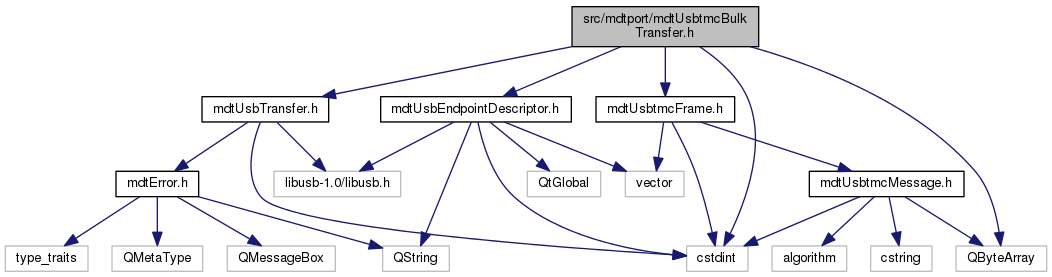 src/mdtport/mdtUsbtmcBulk
Transfer.h
mdtUsbTransfer.h
mdtUsbEndpointDescriptor.h
mdtUsbtmcFrame.h
mdtError.h
libusb-1.0/libusb.h
QtGlobal
vector
mdtUsbtmcMessage.h
type_traits
QMetaType
QMessageBox
QString
cstdint
algorithm
cstring
QByteArray